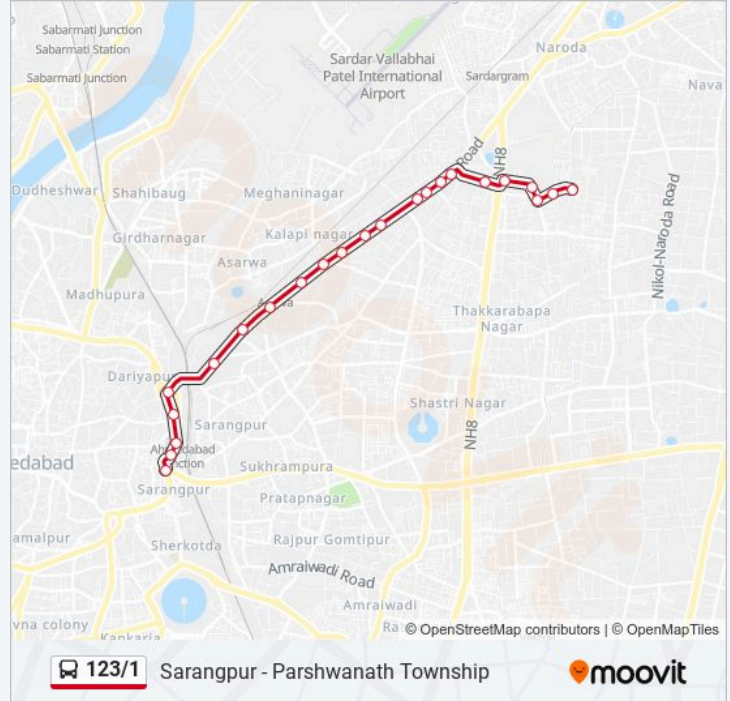 Sabarmati Junction
Sabarmati Station
Sabarmati Junction
Sardar Vallabhai
Patel International
Airport
Naroda
Sardargram
Nava
Road
NH8
Dudheshwar
Shahibaug
Meghaninagar
Girdharnagar
Kalapi nagar
Asarwa
Nikol-Naroda Road
Madhupura
Thakkarabapa
Nagar
Dariyapur
Shastri Nagar
Sarangpur
NH8
Junction
edabad
Sukhrampura
Sarangpur
Pratapnagar
amalpur
Sherkotda
Rajpur Gomtipur
Amraiwadi Road
Amraiwadi
vna colony
Kankaria
Ra
© OpenStreetMap contributors | © OpenMapTiles
123/1 Sarangpur - Parshwanath Township
moovit